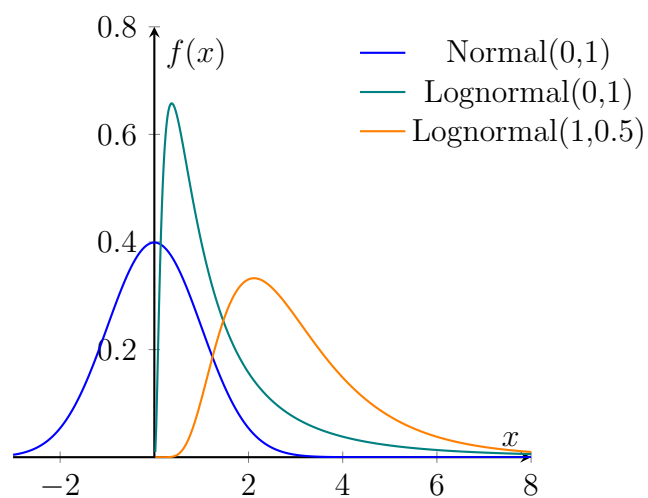 0.8
f(x)
Normal(0,1)
Lognormal(0,1)
Lognormal(1,0.5)
0.6
0.4
0.2
x
−2
2
4
6
8